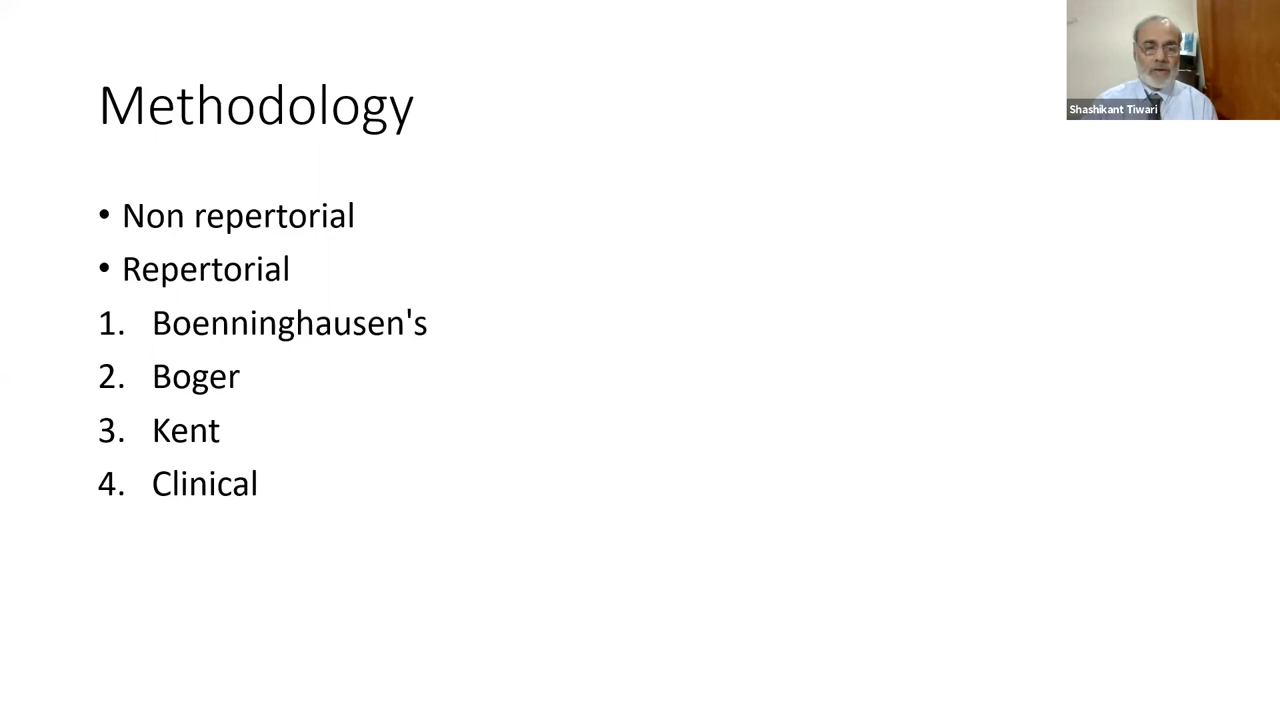 Methodology
• Non repertorial
• Repertorial
1. Boenninghausen's
2. Boger
3. Kent
4. Clinical
Shashikant Tiwari